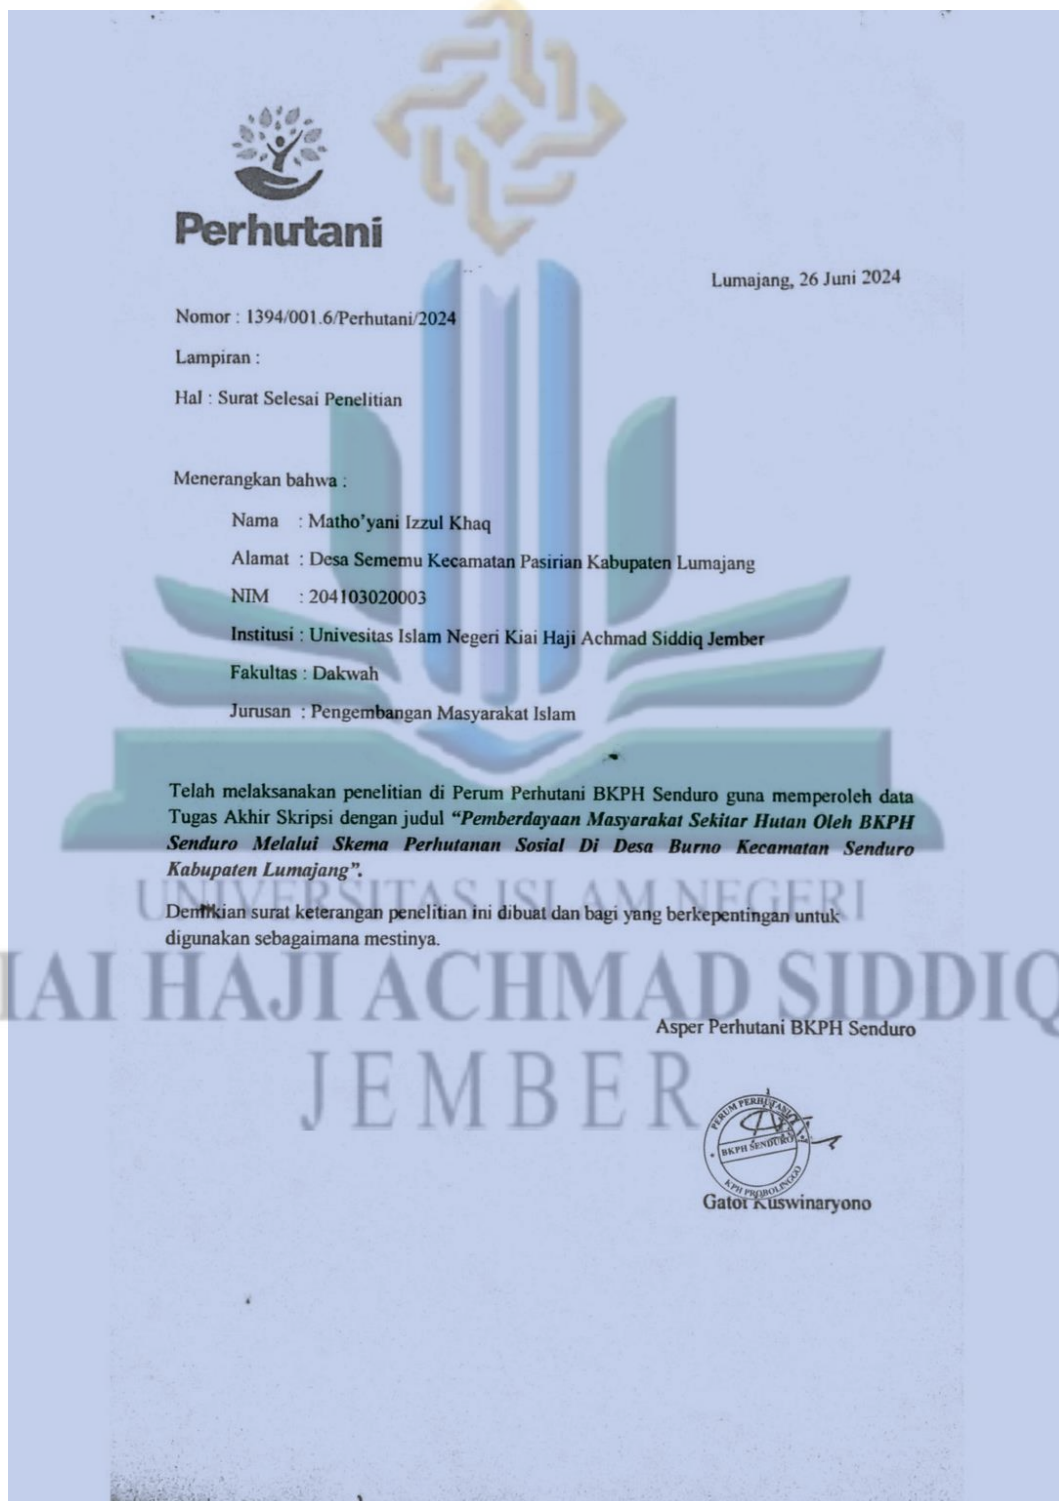 Perhutani
Lumajang, 26 Juni 2024
Nomor : 1394/001.6/Perhutani/2024
Lampiran :
Hal : Surat Selesai Penelitian
Menerangkan bahwa :
Nama : Matho'yani Izzul Khaq
Alamat : Desa Sememu Kecamatan Pasirian Kabupaten Lumajang
NIM : 204103020003
Institusi : Univesitas Islam Negeri Kiai Haji Achmad Siddiq Jember
Fakultas : Dakwah
Jurusan : Pengembangan Masyarakat Islam
Telah melaksanakan penelitian di Perum Perhutani BKPH Senduro guna memperoleh data
Tugas Akhir Skripsi dengan judul “Pemberdayaan Masyarakat Sekitar Hutan Oleh BKPH
Senduro Melalui Skema Perhutanan Sosial Di Desa Burno Kecamatan Senduro
Kabupaten Lumajang”.
UNIVERSITAS ISLAM NEGERI
Demikian surat keterangan penelitian ini dibuat dan bagi yang berkepentingan untuk
digunakan sebagaimana mestinya.
IAI HAJI ACHMAD SIDDIQ
JEMBER
Asper Perhutani BKPH Senduro
PERUM PERHUTANI
BKPH SENDURO
KPH PROBOLINGGO
Gatot Kuswinaryono